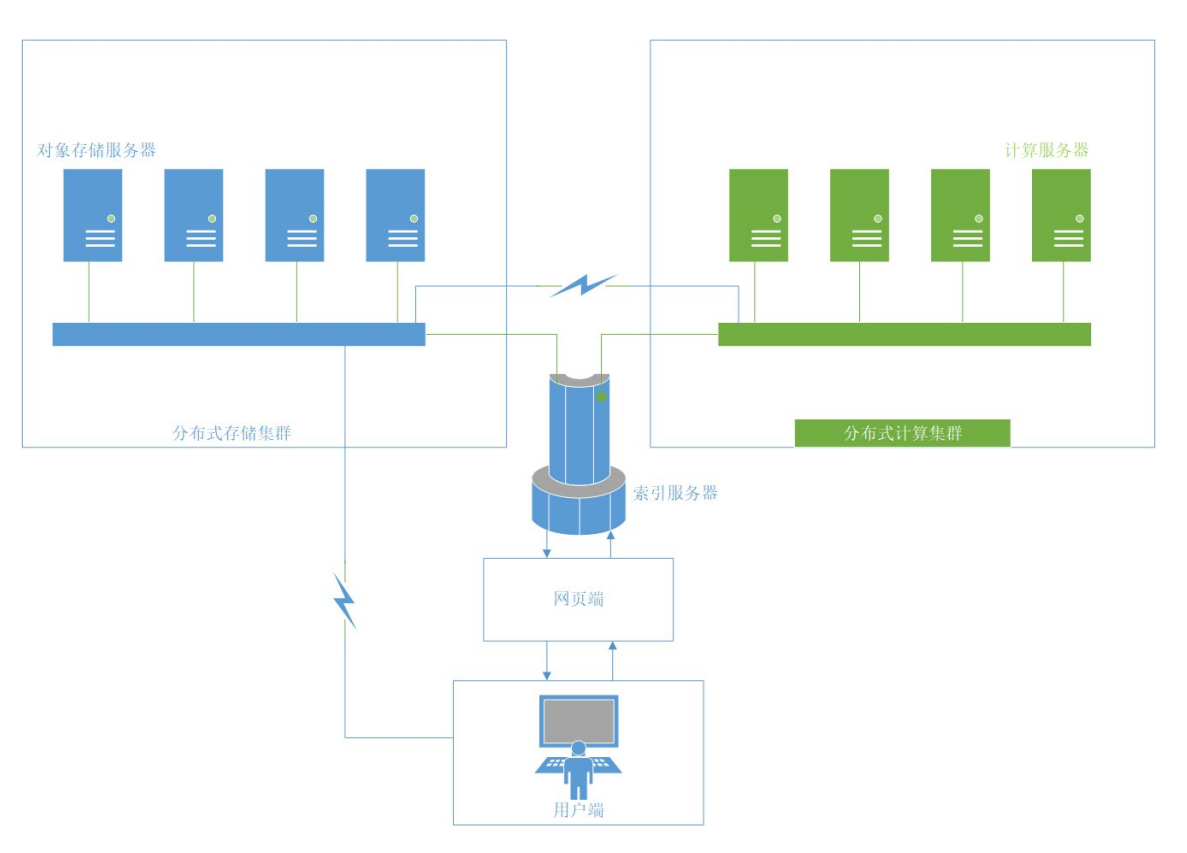 对象存储服务器
计算服务器
分布式存储集群
分布式计算集群
索引服务器
网页端
用户端